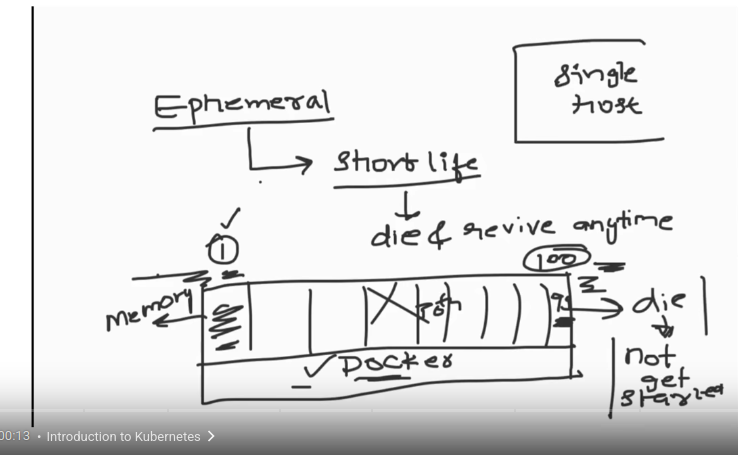 Single
host
Ephemeral
Short life
die & revive anytime
1
100
Memory
99
die
Docker
not
get
started
00:13 • Introduction to Kubernetes >